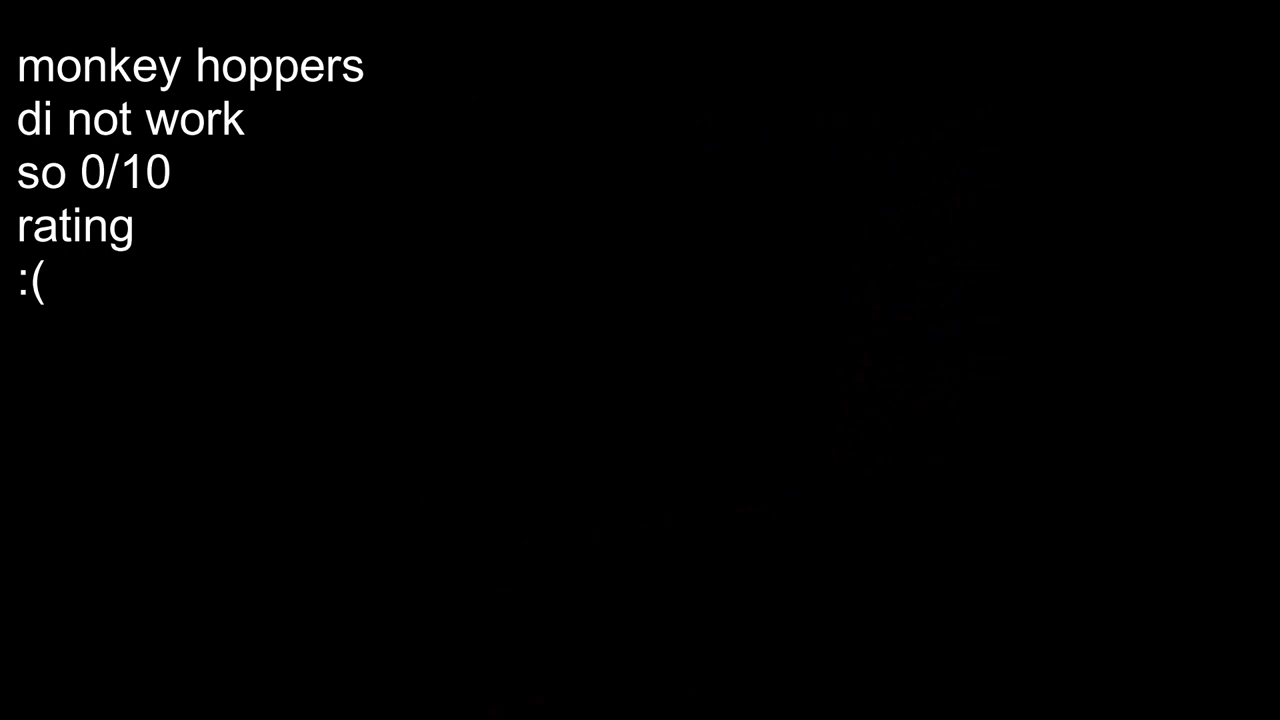 monkey hoppers
di not work
so 0/10
rating
:(